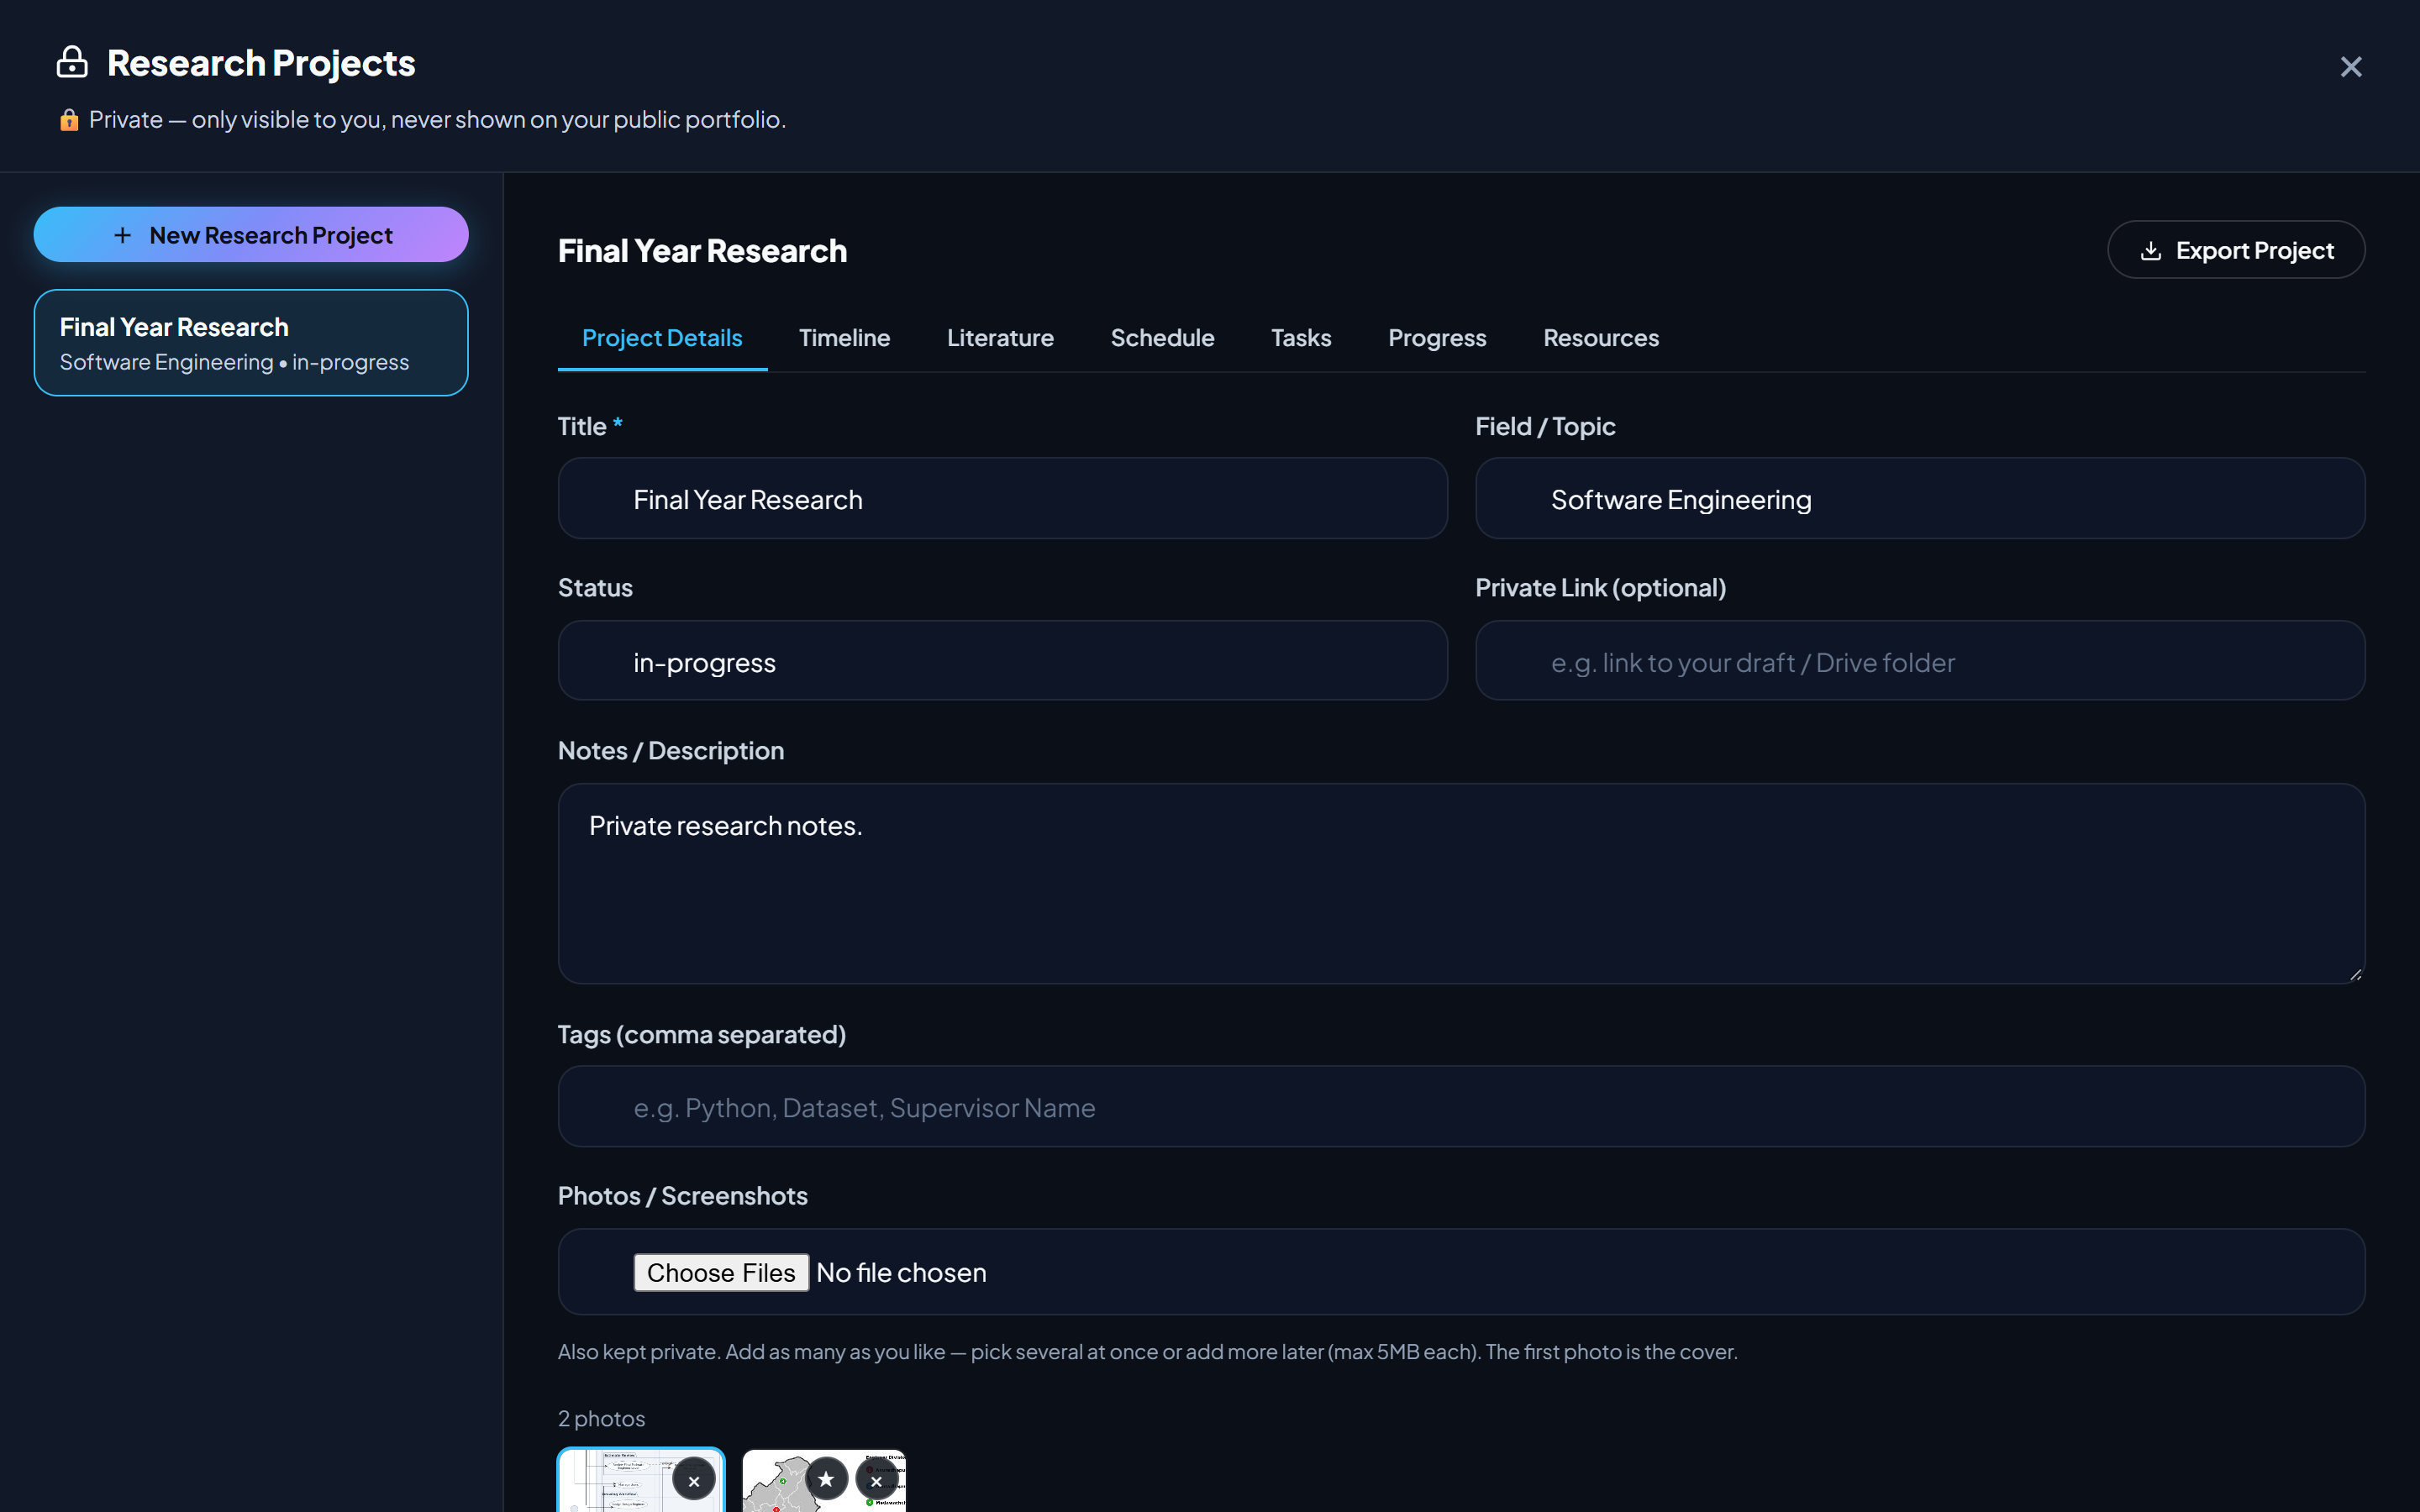 Research Projects
Private — only visible to you, never shown on your public portfolio.
+ New Research Project
Final Year Research
Software Engineering • in-progress
Final Year Research
Export Project
Project Details Timeline Literature Schedule Tasks Progress Resources
Title * Field / Topic
Final Year Research Software Engineering
Status Private Link (optional)
in-progress e.g. link to your draft / Drive folder
Notes / Description
Private research notes.
Tags (comma separated)
e.g. Python, Dataset, Supervisor Name
Photos / Screenshots
Choose Files No file chosen
Also kept private. Add as many as you like — pick several at once or add more later (max 5MB each). The first photo is the cover.
2 photos